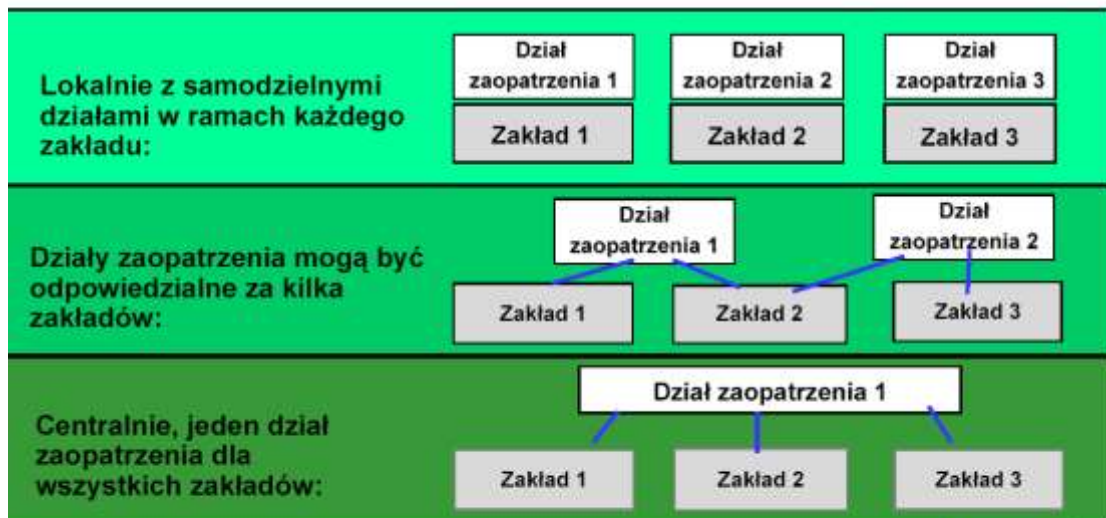 Lokalnie z samodzielnymi
działami w ramach każdego
zakładu:
Dział
zaopatrzenia 1
Dział
zaopatrzenia 2
Dział
zaopatrzenia 3
Zakład 1
Zakład 2
Zakład 3
Działy zaopatrzenia mogą być
odpowiedzialne za kilka
zakładów:
Dział
zaopatrzenia 1
Dział
zaopatrzenia 2
Zakład 1
Zakład 2
Zakład 3
Centralnie, jeden dział
zaopatrzenia dla
wszystkich zakładów:
Dział zaopatrzenia 1
Zakład 1
Zakład 2
Zakład 3